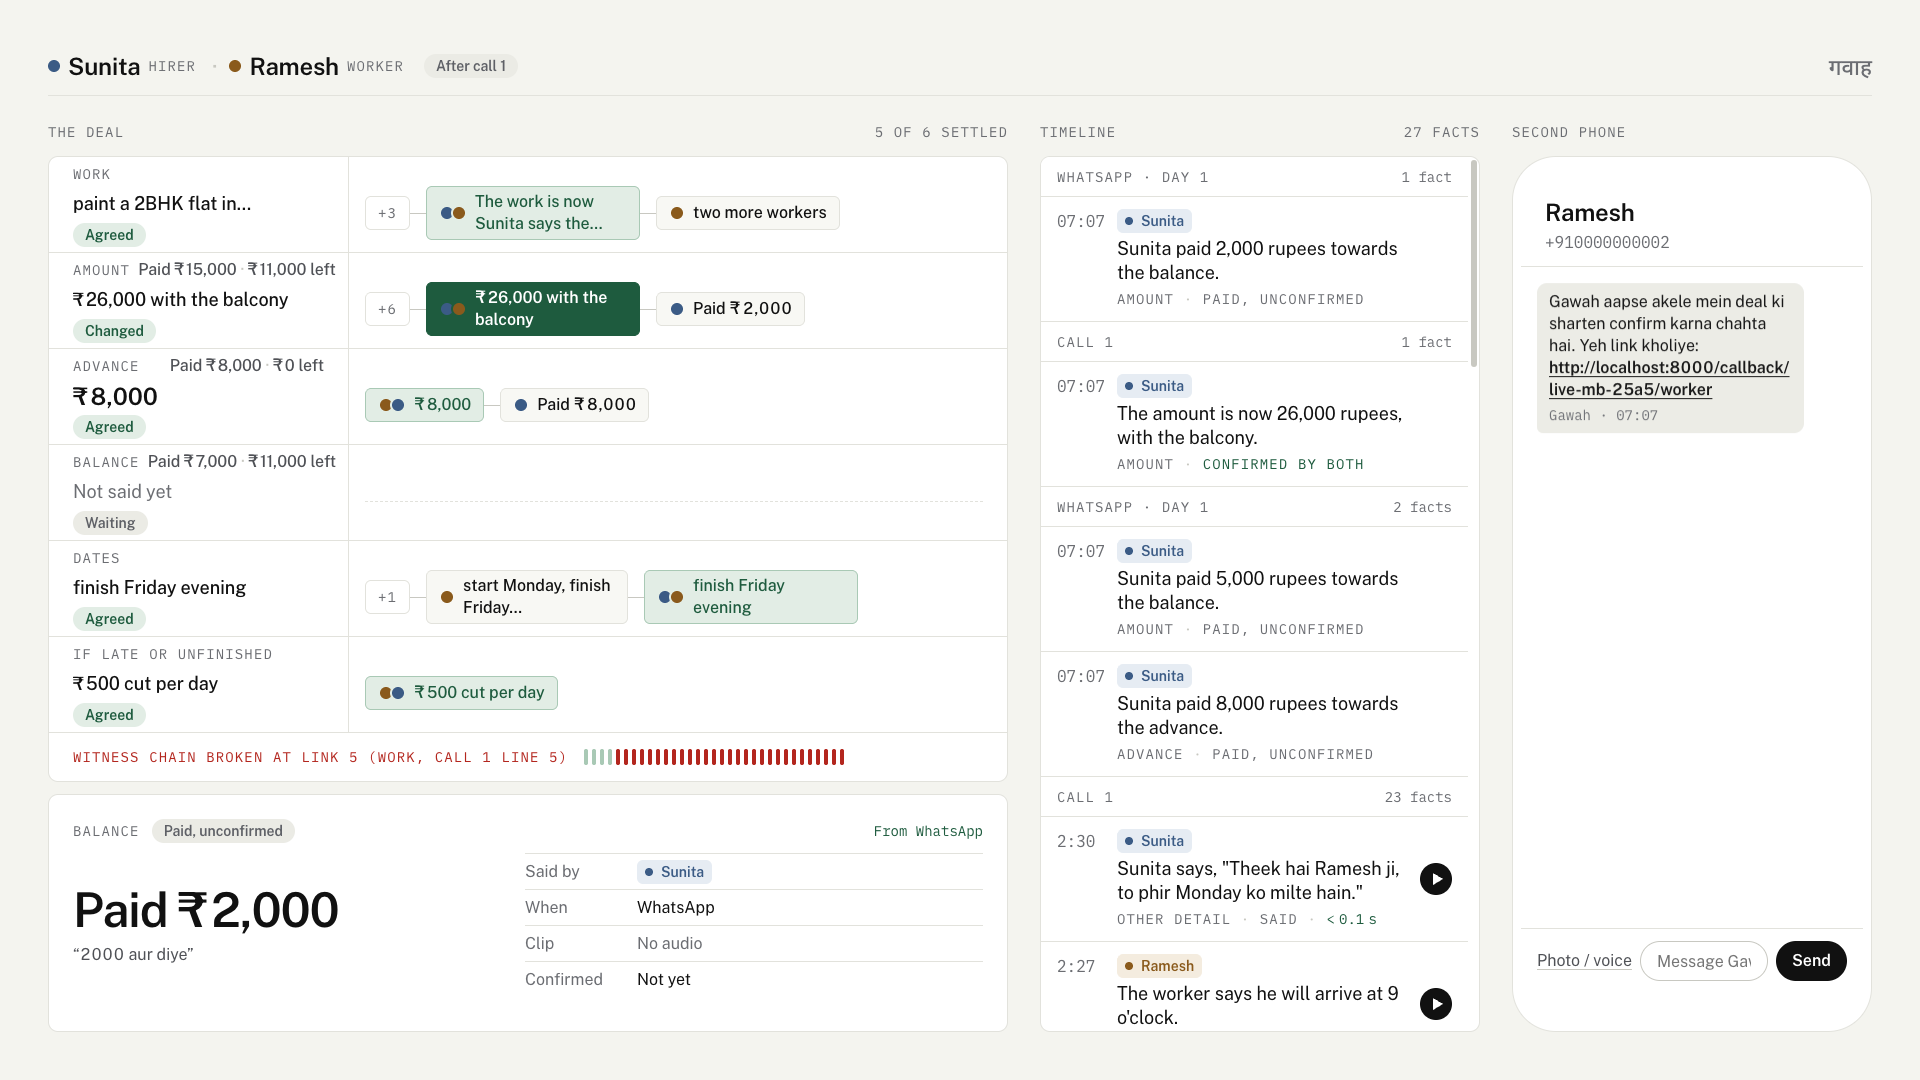 Sunita HIRER · Ramesh WORKER After call 1
गवाह
THE DEAL 5 OF 6 SETTLED
WORK
paint a 2BHK flat in...
Agreed
+3
The work is now
Sunita says the...
two more workers
AMOUNT Paid ₹15,000 · ₹11,000 left
₹26,000 with the balcony
Changed
+6
₹26,000 with the
balcony
Paid ₹2,000
ADVANCE Paid ₹8,000 · ₹0 left
₹8,000
Agreed
₹8,000
Paid ₹8,000
BALANCE Paid ₹7,000 · ₹11,000 left
Not said yet
Waiting
DATES
finish Friday evening
Agreed
+1
start Monday, finish
Friday...
finish Friday
evening
IF LATE OR UNFINISHED
₹500 cut per day
Agreed
₹500 cut per day
WITNESS CHAIN BROKEN AT LINK 5 (WORK, CALL 1 LINE 5)
BALANCE Paid, unconfirmed
From WhatsApp
Paid ₹2,000
“2000 aur diye”
Said by Sunita
When WhatsApp
Clip No audio
Confirmed Not yet
TIMELINE 27 FACTS
WHATSAPP · DAY 1 1 fact
07:07 Sunita
Sunita paid 2,000 rupees towards
the balance.
AMOUNT · PAID, UNCONFIRMED
CALL 1 1 fact
07:07 Sunita
The amount is now 26,000 rupees,
with the balcony.
AMOUNT · CONFIRMED BY BOTH
WHATSAPP · DAY 1 2 facts
07:07 Sunita
Sunita paid 5,000 rupees towards
the balance.
AMOUNT · PAID, UNCONFIRMED
07:07 Sunita
Sunita paid 8,000 rupees towards
the advance.
ADVANCE · PAID, UNCONFIRMED
CALL 1 23 facts
2:30 Sunita
Sunita says, "Theek hai Ramesh ji,
to phir Monday ko milte hain."
OTHER DETAIL · SAID · <0.1 s
2:27 Ramesh
The worker says he will arrive at 9
o'clock.
SECOND PHONE
Ramesh
+910000000002
Gawah aapse akele mein deal ki
sharten confirm karna chahta
hai. Yeh link kholiye:
http://localhost:8000/callback/
live-mb-25a5/worker
Gawah · 07:07
Photo / voice
Message Gav
Send